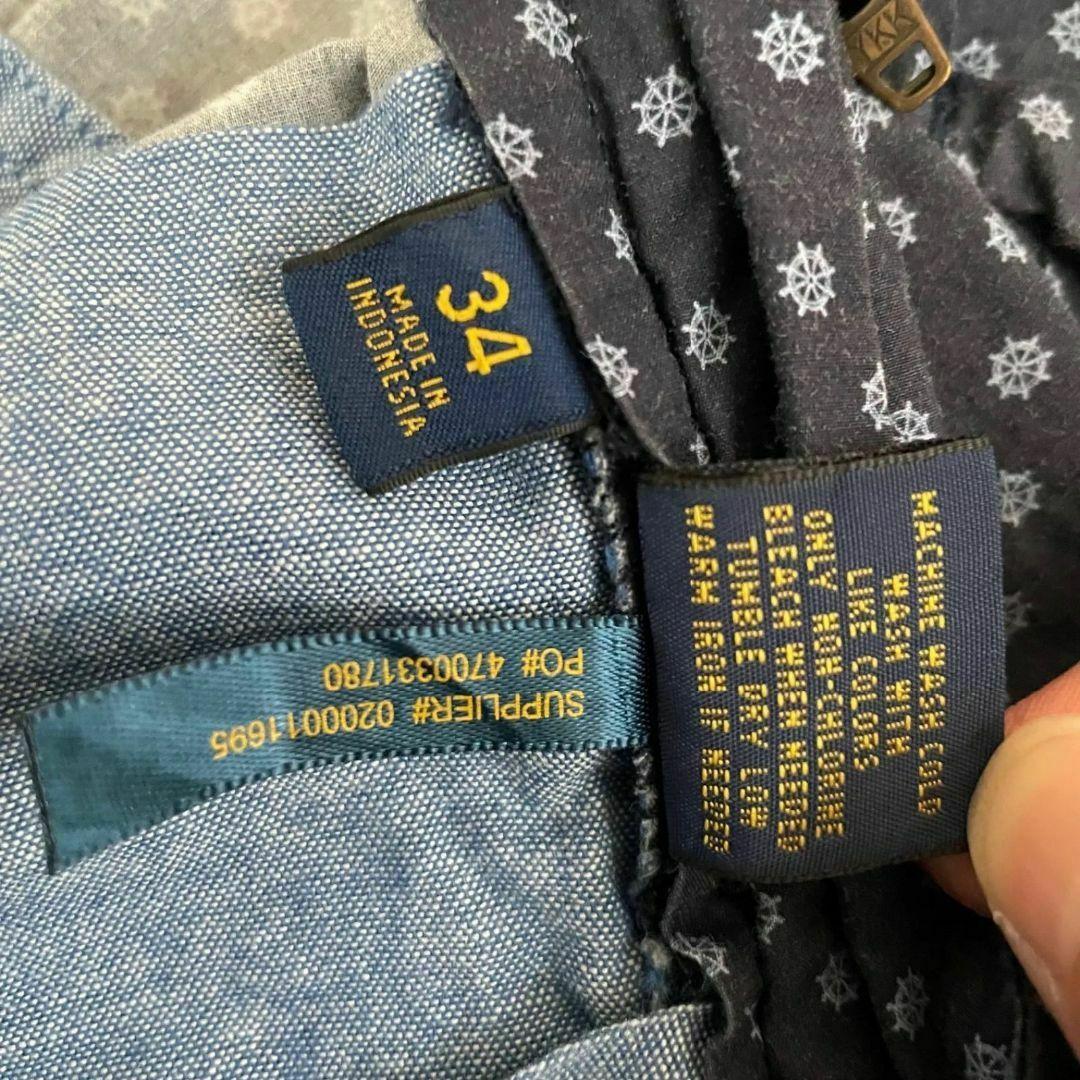 YKK
34
MADE IN
INDONESIA
MACHINE WASH COLD
WASH WITH
LIKE COLORS
ONLY NON-CHLORINE
BLEACH WHEN NEEDED
TUMBLE DRY LOW
WARM IRON IF NEEDED
SUPPLIER# 0200011695
PO# 4700331780